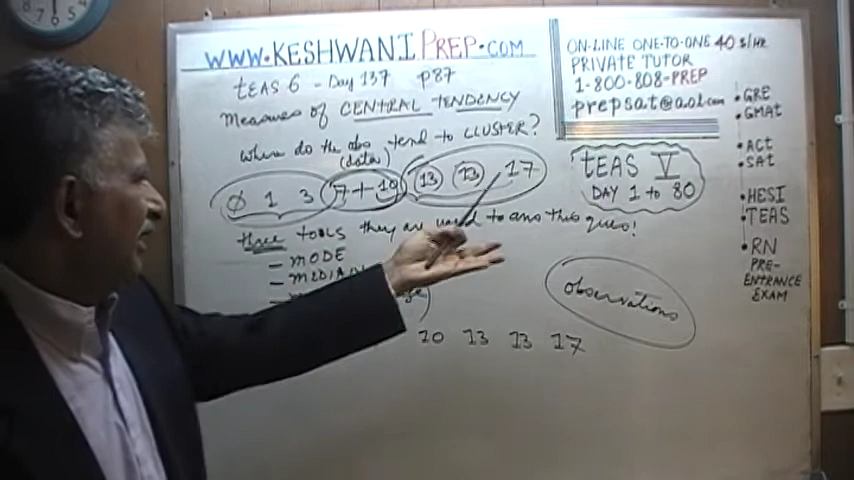 WWW.KESHWANIPREP.COM
TEAS 6 - Day 137 P87
Measures of CENTRAL TENDENCY
where do the obs tend to CLUSTER?
(data)
0 1 3 7 + 10 13 13 17
three tools they are used to ans this ques!
- MODE
- MEDIA
10 13 13 17
ON-LINE ONE-TO-ONE 40 $/HR
PRIVATE TUTOR
1-800-808-PREP
prepsat@aol.com
TEAS V
DAY 1 to 80
observations
• GRE
• GMAT
• ACT
• SAT
• HESI
• TEAS
• RN
PRE-
ENTRANCE
EXAM